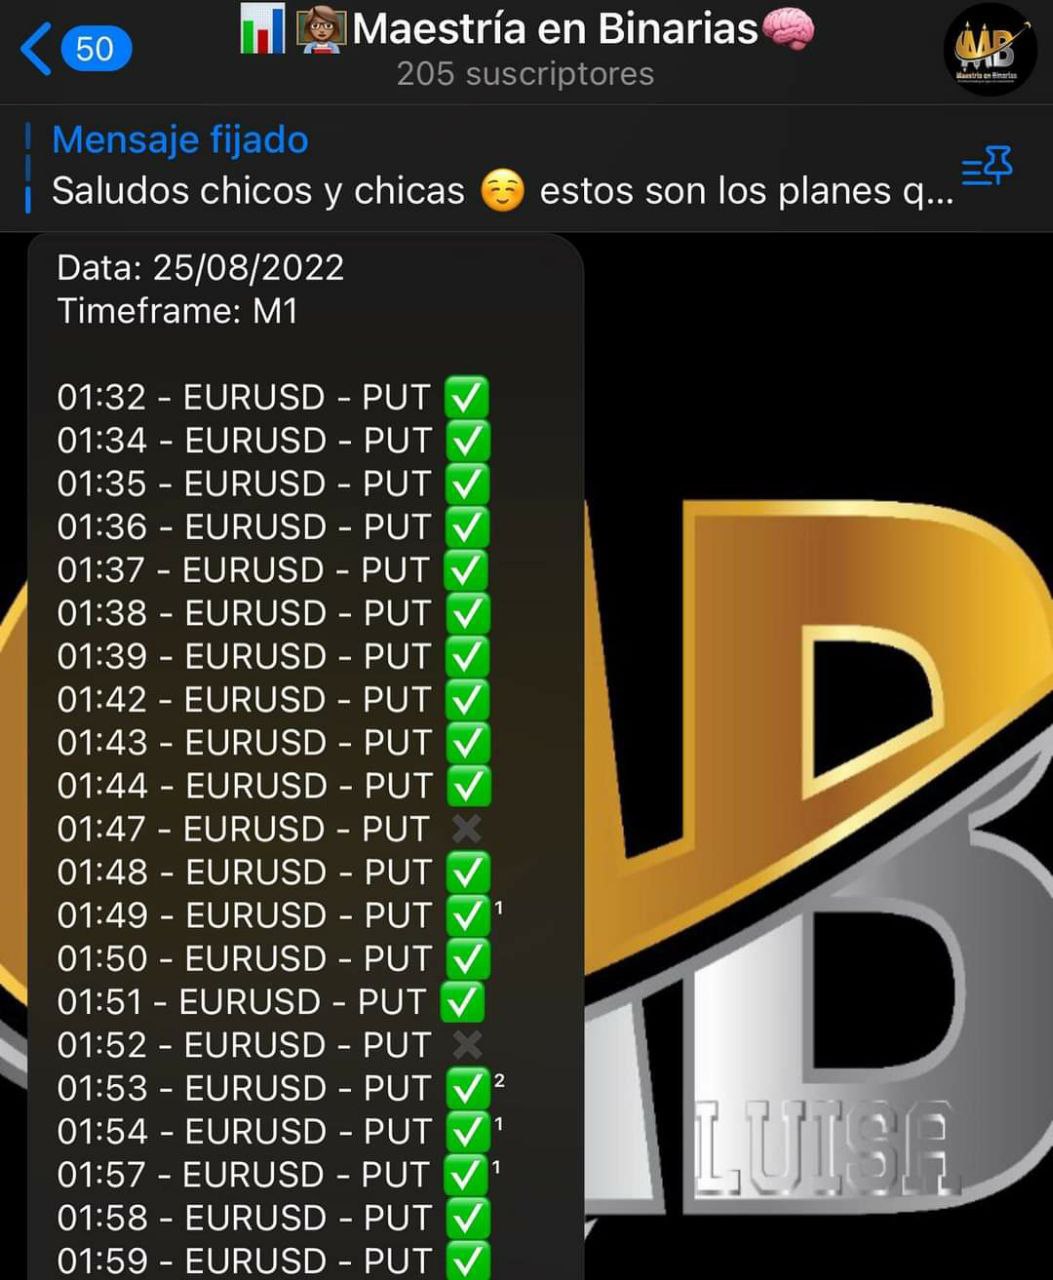 50
📊 👩🏽‍🏫Maestría en Binarias🧠
205 suscriptores
MB
Maestría en Binarias
Mensaje fijado
Saludos chicos y chicas ☺️ estos son los planes q...
Data: 25/08/2022
Timeframe: M1
01:32 - EURUSD - PUT ✅
01:34 - EURUSD - PUT ✅
01:35 - EURUSD - PUT ✅
01:36 - EURUSD - PUT ✅
01:37 - EURUSD - PUT ✅
01:38 - EURUSD - PUT ✅
01:39 - EURUSD - PUT ✅
01:42 - EURUSD - PUT ✅
01:43 - EURUSD - PUT ✅
01:44 - EURUSD - PUT ✅
01:47 - EURUSD - PUT ✖️
01:48 - EURUSD - PUT ✅
01:49 - EURUSD - PUT ✅¹
01:50 - EURUSD - PUT ✅
01:51 - EURUSD - PUT ✅
01:52 - EURUSD - PUT ✖️
01:53 - EURUSD - PUT ✅²
01:54 - EURUSD - PUT ✅¹
01:57 - EURUSD - PUT ✅¹
01:58 - EURUSD - PUT ✅
01:59 - EURUSD - PUT ✅
LUISA